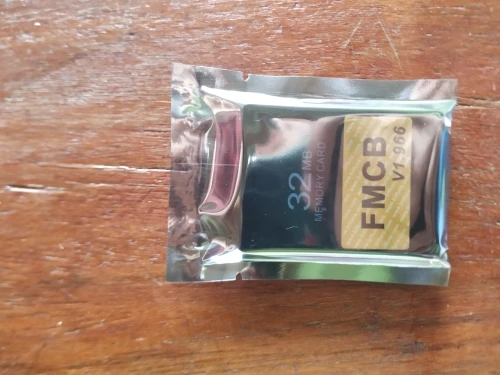 32 MB
MEMORY CARD
FMCB
V1.966